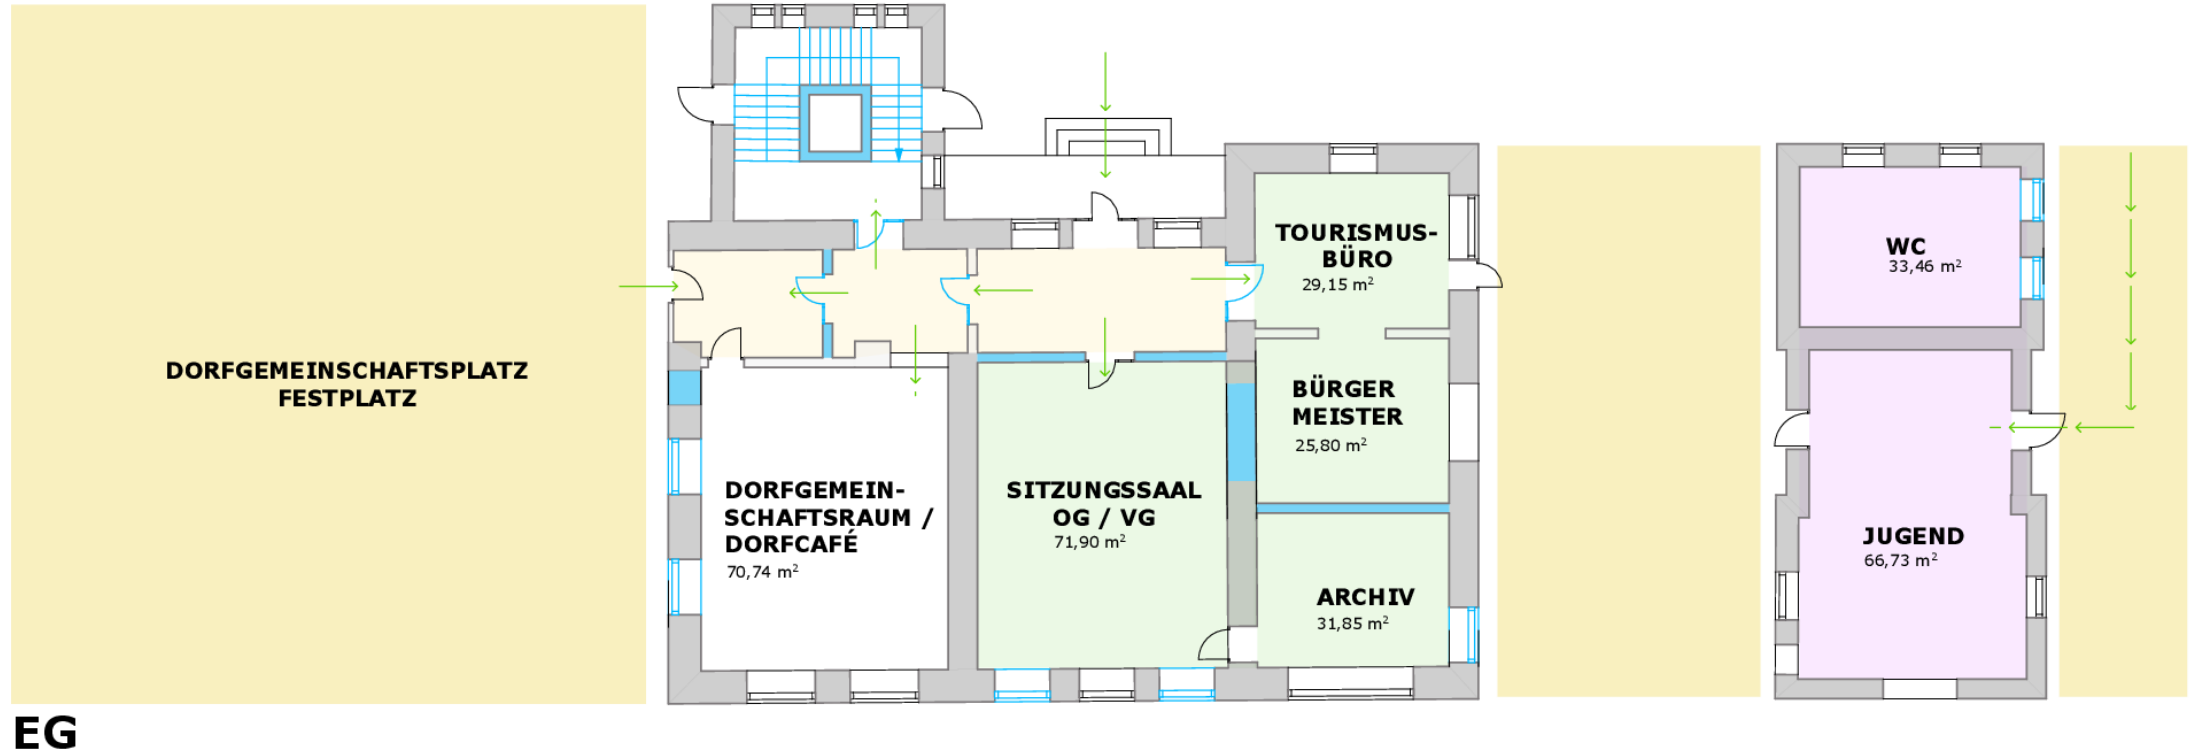 DORFGEMEINSCHAFTSPLATZ
FESTPLATZ
DORFGEMEIN-
SCHAFTSRAUM /
DORFCAFÉ
70,74 m²
SITZUNGSSAAL
OG / VG
71,90 m²
TOURISMUS-
BÜRO
29,15 m²
BÜRGER
MEISTER
25,80 m²
ARCHIV
31,85 m²
WC
33,46 m²
JUGEND
66,73 m²
EG